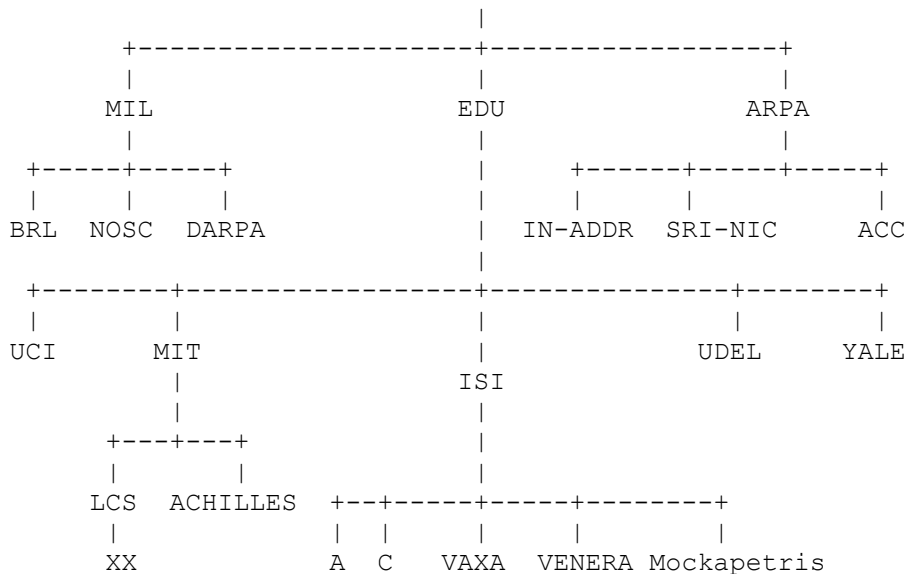 MIL EDU ARPA
BRL NOSC DARPA IN-ADDR SRI-NIC ACC
UCI MIT UDEL YALE
ISI
LCS ACHILLES
XX A C VAXA VENERA Mockapetris